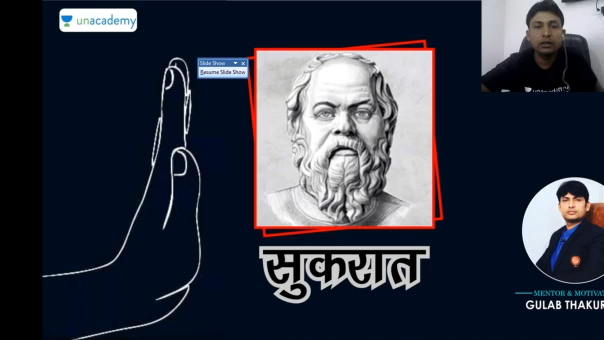 unacademy
Slide Show
Resume Slide Show
सुकरात
MENTOR & MOTIVAT
GULAB THAKUR